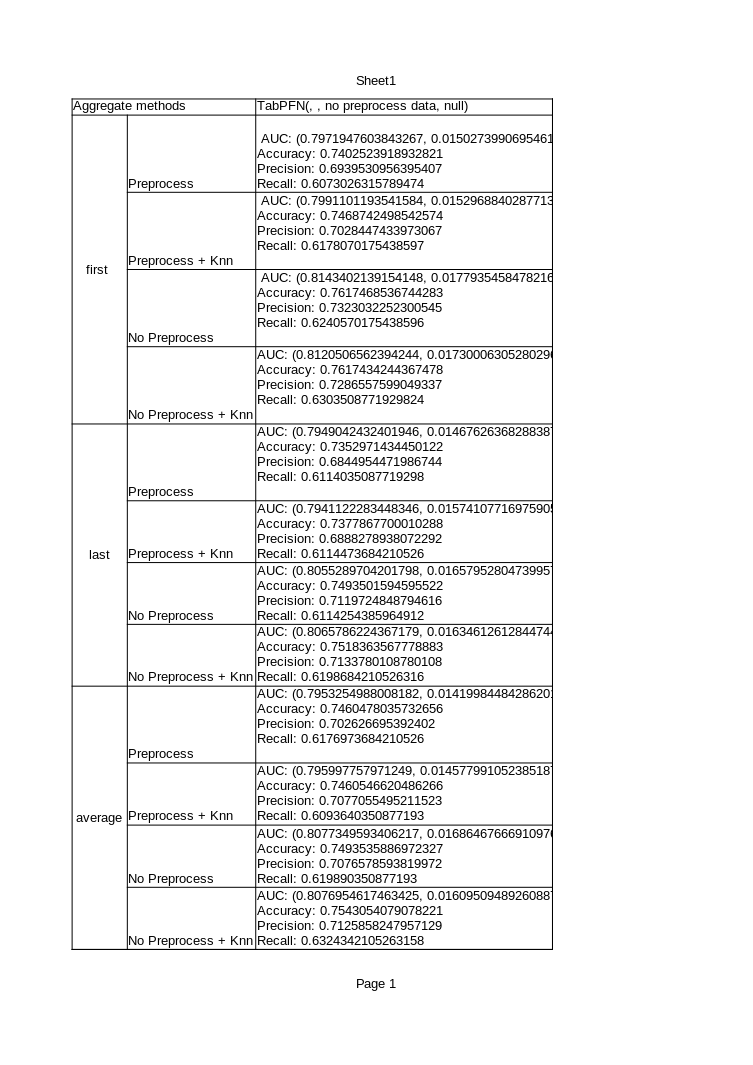 Sheet1
Aggregate methods TabPFN(, , no preprocess data, null)
first
Preprocess
AUC: (0.7971947603843267, 0.0150273990695461
Accuracy: 0.7402523918932821
Precision: 0.6939530956395407
Recall: 0.6073026315789474
Preprocess + Knn
AUC: (0.7991101193541584, 0.0152968840287713
Accuracy: 0.7468742498542574
Precision: 0.7028447433973067
Recall: 0.6178070175438597
No Preprocess
AUC: (0.8143402139154148, 0.0177935458478216
Accuracy: 0.7617468536744283
Precision: 0.7323032252300545
Recall: 0.6240570175438596
No Preprocess + Knn
AUC: (0.8120506562394244, 0.0173000630528029
Accuracy: 0.7617434244367478
Precision: 0.7286557599049337
Recall: 0.6303508771929824
last
Preprocess
AUC: (0.7949042432401946, 0.0146762636828838
Accuracy: 0.7352971434450122
Precision: 0.6844954471986744
Recall: 0.6114035087719298
Preprocess + Knn
AUC: (0.7941122283448346, 0.0157410771697590
Accuracy: 0.7377867700010288
Precision: 0.6888278938072292
Recall: 0.6114473684210526
No Preprocess
AUC: (0.8055289704201798, 0.0165795280473995
Accuracy: 0.7493501594595522
Precision: 0.7119724848794616
Recall: 0.6114254385964912
No Preprocess + Knn
AUC: (0.8065786224367179, 0.0163461261284474
Accuracy: 0.7518363567778883
Precision: 0.7133780108780108
Recall: 0.6198684210526316
average
Preprocess
AUC: (0.7953254988008182, 0.0141998448428620
Accuracy: 0.7460478035732656
Precision: 0.702626695392402
Recall: 0.6176973684210526
Preprocess + Knn
AUC: (0.795997757971249, 0.0145779910523851
Accuracy: 0.7460546620486266
Precision: 0.7077055495211523
Recall: 0.6093640350877193
No Preprocess
AUC: (0.8077349593406217, 0.0168646766691097
Accuracy: 0.7493535886972327
Precision: 0.7076578593819972
Recall: 0.619890350877193
No Preprocess + Knn
AUC: (0.8076954617463425, 0.0160950948926088
Accuracy: 0.7543054079078221
Precision: 0.7125858247957129
Recall: 0.6324342105263158
Page 1